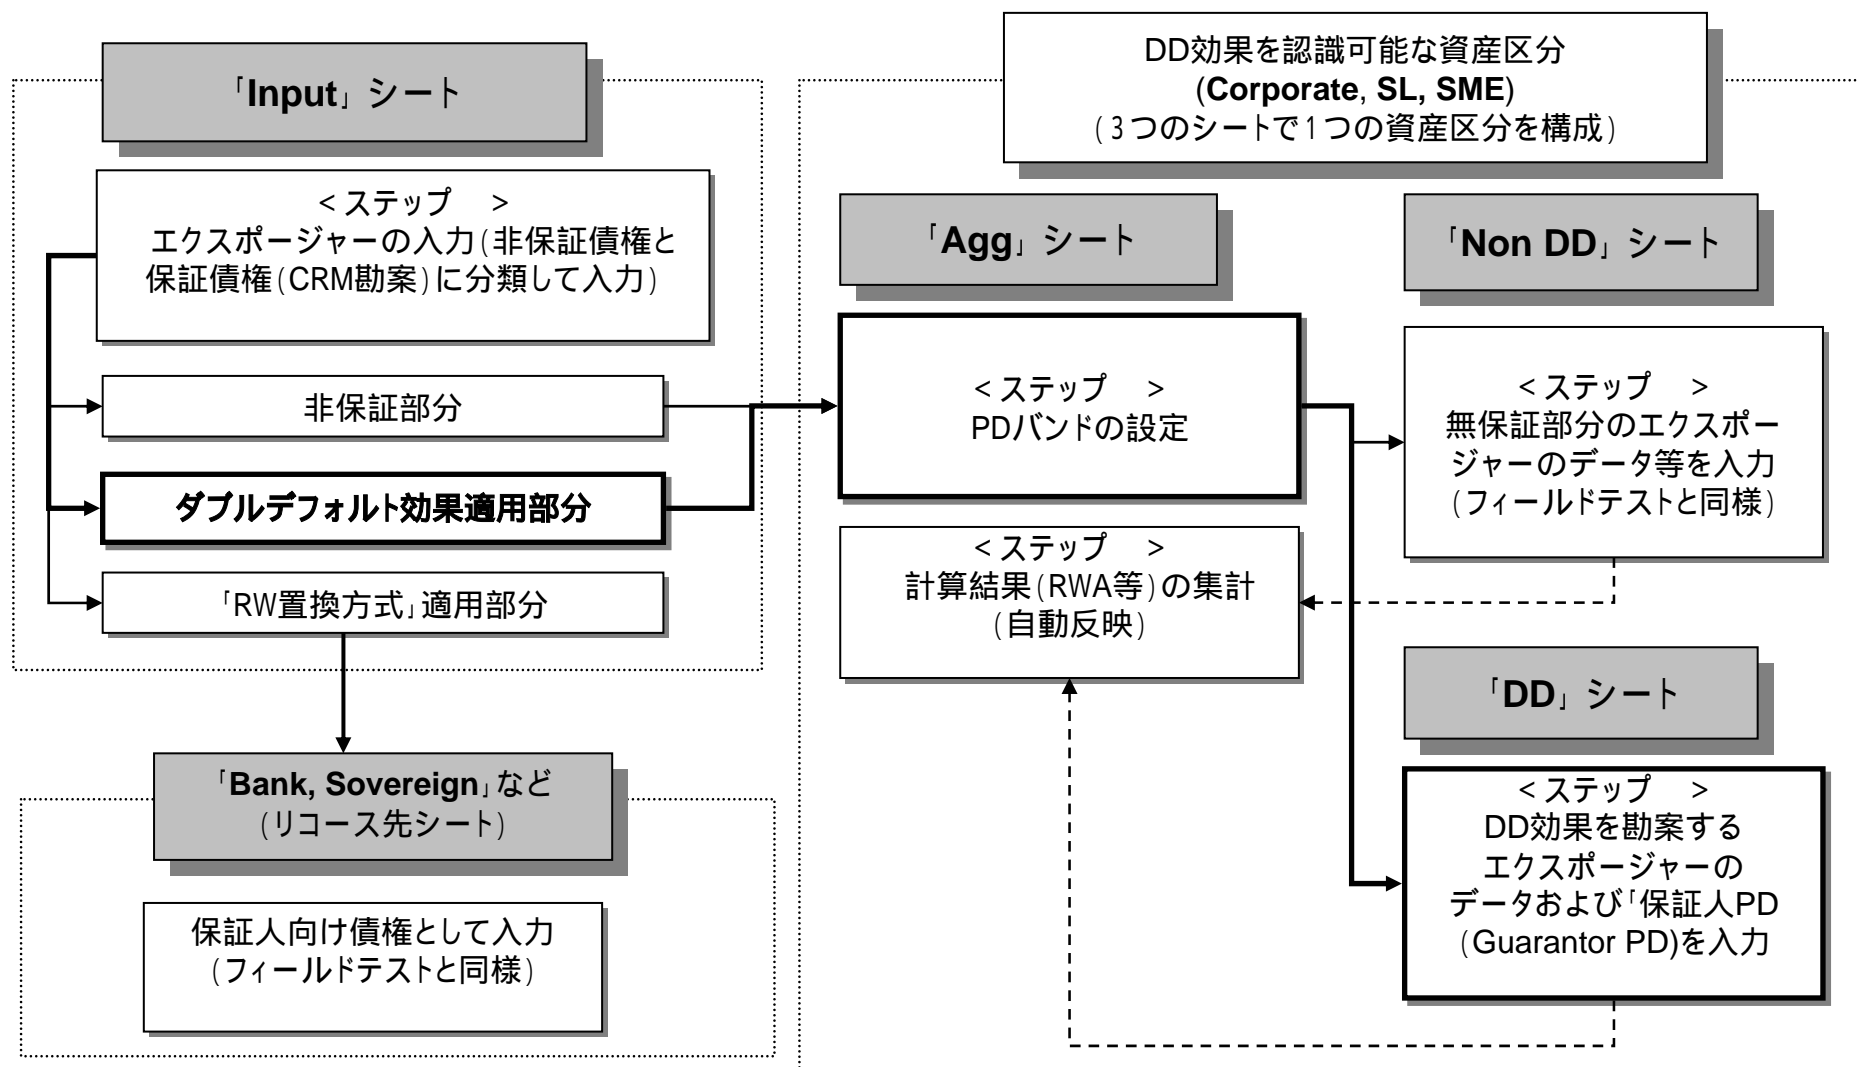 「Input」シート
<ステップ　>
エクスポージャーの入力(非保証債権と
保証債権(CRM勘案)に分類して入力)
非保証部分
ダブルデフォルト効果適用部分
「RW置換方式」適用部分
「Bank, Sovereign」など
(リコース先シート)
保証人向け債権として入力
(フィールドテストと同様)
DD効果を認識可能な資産区分
(Corporate, SL, SME)
(3つのシートで1つの資産区分を構成)
「Agg」シート
<ステップ　>
PDバンドの設定
<ステップ　>
計算結果(RWA等)の集計
(自動反映)
「Non DD」シート
<ステップ　>
無保証部分のエクスポー
ジャーのデータ等を入力
(フィールドテストと同様)
「DD」シート
<ステップ　>
DD効果を勘案する
エクスポージャーの
データおよび「保証人PD
(Guarantor PD)を入力